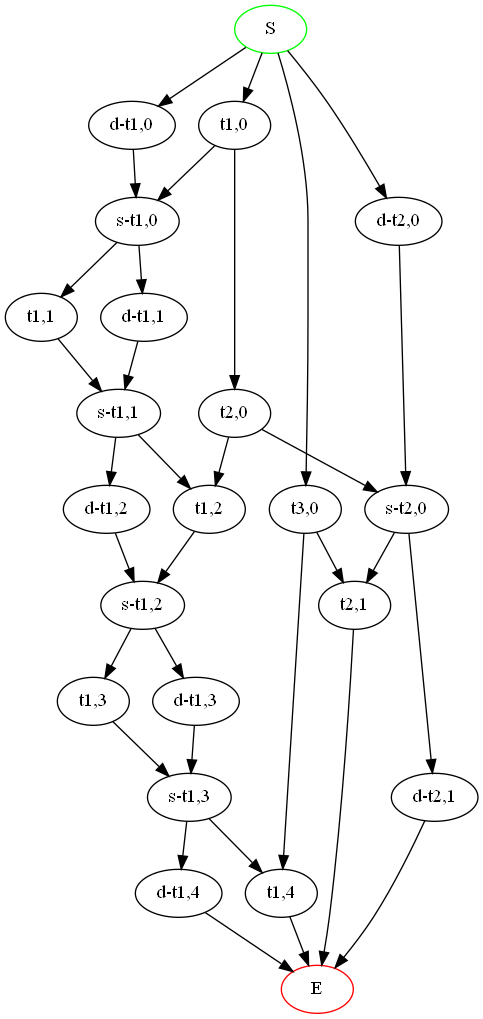 S
d-t1,0
t1,0
s-t1,0
d-t2,0
t1,1
d-t1,1
s-t1,1
t2,0
d-t1,2
t1,2
t3,0
s-t2,0
s-t1,2
t2,1
t1,3
d-t1,3
s-t1,3
d-t2,1
d-t1,4
t1,4
E